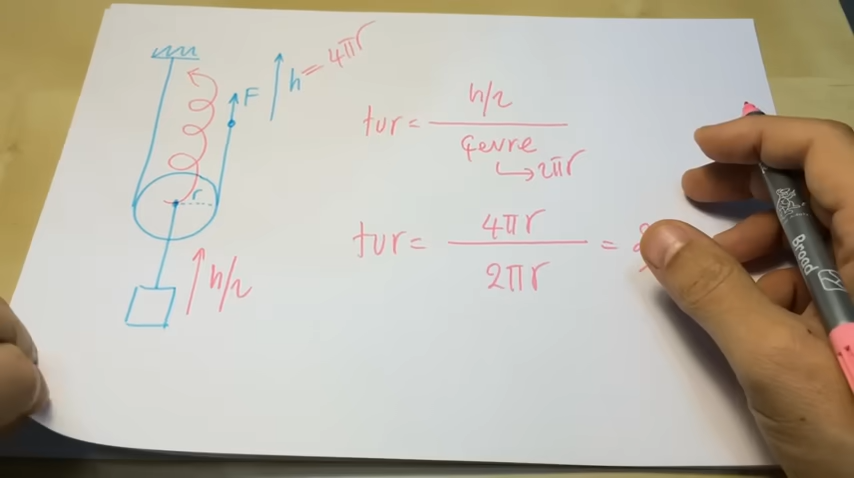 F
h = 4πr
r
h/2
tur = h/2
çevre
→ 2πr
tur = 4πr / 2πr =
Broad